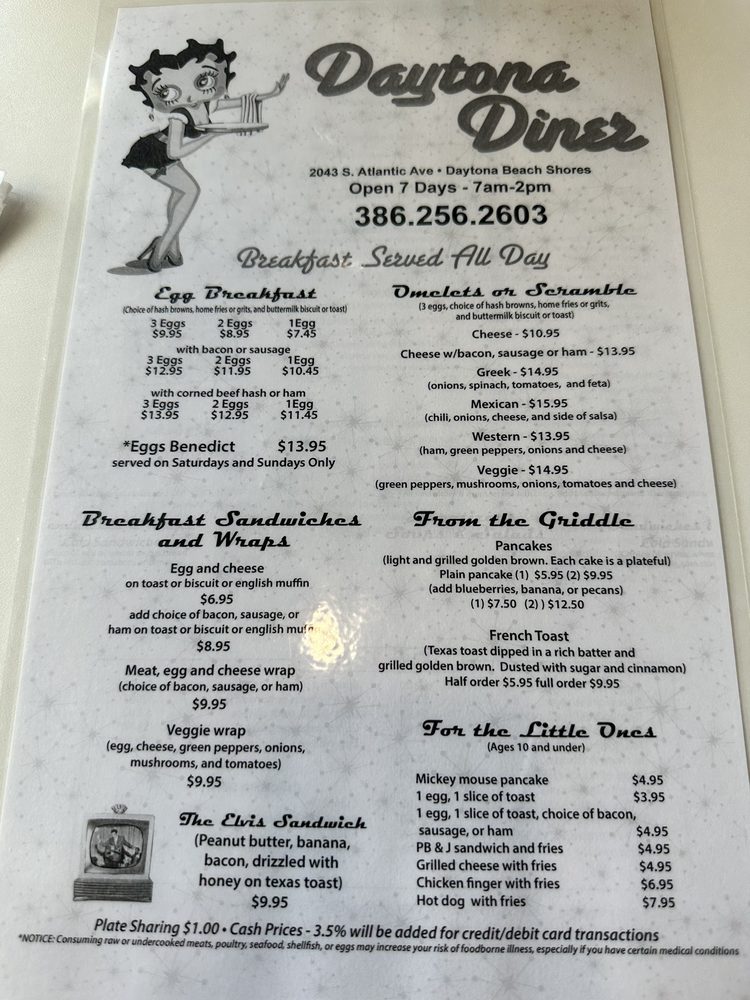 Daytona
Diner
2043 S. Atlantic Ave • Daytona Beach Shores
Open 7 Days - 7am-2pm
386.256.2603
Breakfast Served All Day
Egg Breakfast
(Choice of hash browns, home fries or grits, and buttermilk biscuit or toast)
3 Eggs 2 Eggs 1Egg
$9.95 $8.95 $7.45
with bacon or sausage
3 Eggs 2 Eggs 1Egg
$12.95 $11.95 $10.45
with corned beef hash or ham
3 Eggs 2 Eggs 1Egg
$13.95 $12.95 $11.45
*Eggs Benedict $13.95
served on Saturdays and Sundays Only
Omelets or Scramble
(3 eggs, choice of hash browns, home fries or grits,
and buttermilk biscuit or toast)
Cheese - $10.95
Cheese w/bacon, sausage or ham - $13.95
Greek - $14.95
(onions, spinach, tomatoes, and feta)
Mexican - $15.95
(chili, onions, cheese, and side of salsa)
Western - $13.95
(ham, green peppers, onions and cheese)
Veggie - $14.95
(green peppers, mushrooms, onions, tomatoes and cheese)
Breakfast Sandwiches
and Wraps
Egg and cheese
on toast or biscuit or english muffin
$6.95
add choice of bacon, sausage, or
ham on toast or biscuit or english muffin
$8.95
Meat, egg and cheese wrap
(choice of bacon, sausage, or ham)
$9.95
Veggie wrap
(egg, cheese, green peppers, onions,
mushrooms, and tomatoes)
$9.95
The Elvis Sandwich
(Peanut butter, banana,
bacon, drizzled with
honey on texas toast)
$9.95
From the Griddle
Pancakes
(light and grilled golden brown. Each cake is a plateful)
Plain pancake (1) $5.95 (2) $9.95
(add blueberries, banana, or pecans)
(1) $7.50 (2) ) $12.50
French Toast
(Texas toast dipped in a rich batter and
grilled golden brown. Dusted with sugar and cinnamon)
Half order $5.95 full order $9.95
For the Little Ones
(Ages 10 and under)
Mickey mouse pancake $4.95
1 egg, 1 slice of toast $3.95
1 egg, 1 slice of toast, choice of bacon,
sausage, or ham $4.95
PB & J sandwich and fries $4.95
Grilled cheese with fries $4.95
Chicken finger with fries $6.95
Hot dog with fries $7.95
Plate Sharing $1.00 • Cash Prices - 3.5% will be added for credit/debit card transactions
*NOTICE: Consuming raw or undercooked meats, poultry, seafood, shellfish, or eggs may increase your risk of foodborne illness, especially if you have certain medical conditions